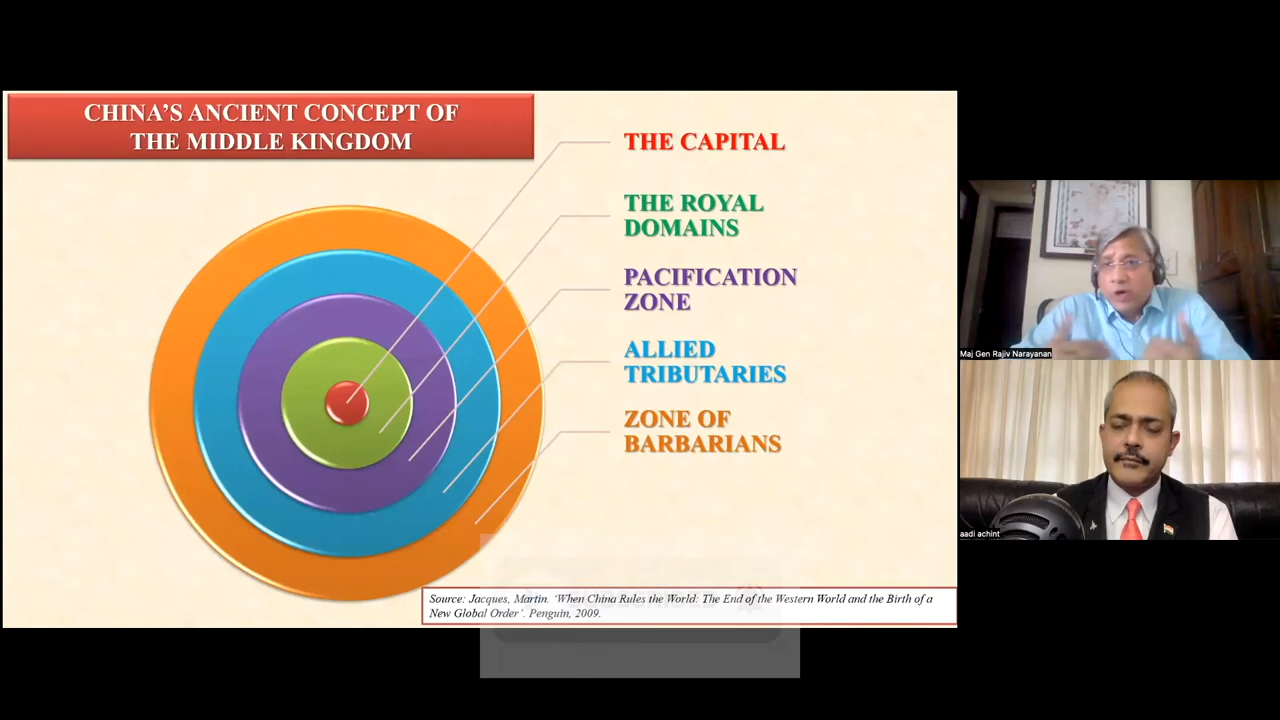 CHINA'S ANCIENT CONCEPT OF
THE MIDDLE KINGDOM
THE CAPITAL
THE ROYAL
DOMAINS
PACIFICATION
ZONE
ALLIED
TRIBUTARIES
ZONE OF
BARBARIANS
Source: Jacques, Martin. 'When China Rules the World: The End of the Western World and the Birth of a
New Global Order'. Penguin, 2009.
Maj Gen Rajiv Narayanan
aadi achint